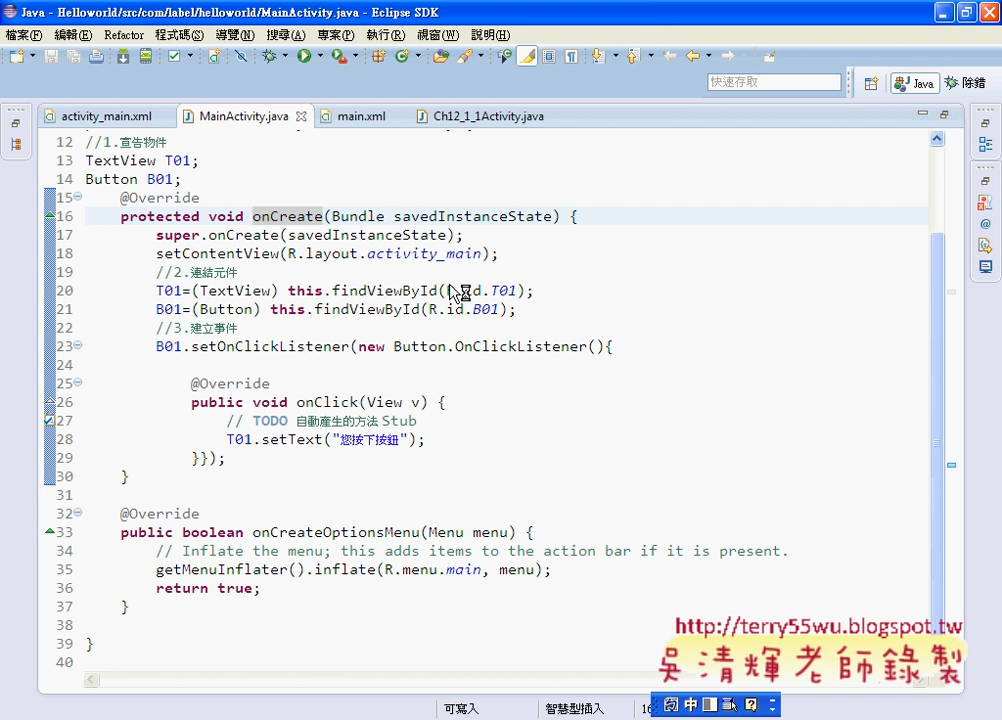 Java - Helloworld/src/com/label/helloworld/MainActivity.java - Eclipse SDK
檔案(F) 編輯(E) Refactor 程式碼(S) 導覽(N) 搜尋(A) 專案(P) 執行(R) 視窗(W) 說明(H)
快速存取 Java 除錯
activity_main.xml MainActivity.java main.xml Ch12_1_1Activity.java
12 //1.宣告物件
13 TextView T01;
14 Button B01;
15 @Override
16 protected void onCreate(Bundle savedInstanceState) {
17 super.onCreate(savedInstanceState);
18 setContentView(R.layout.activity_main);
19 //2.連結元件
20 T01=(TextView) this.findViewById( d.T01);
21 B01=(Button) this.findViewById(R.id.B01);
22 //3.建立事件
23 B01.setOnClickListener(new Button.OnClickListener(){
24
25 @Override
26 public void onClick(View v) {
27 // TODO 自動產生的方法 Stub
28 T01.setText("您按下按鈕");
29 }});
30 }
31
32 @Override
33 public boolean onCreateOptionsMenu(Menu menu) {
34 // Inflate the menu; this adds items to the action bar if it is present.
35 getMenuInflater().inflate(R.menu.main, menu);
36 return true;
37 }
38
39 }
40
http://terry55wu.blogspot.tw
吳清輝老師錄製
可寫入 智慧型插入 16 中